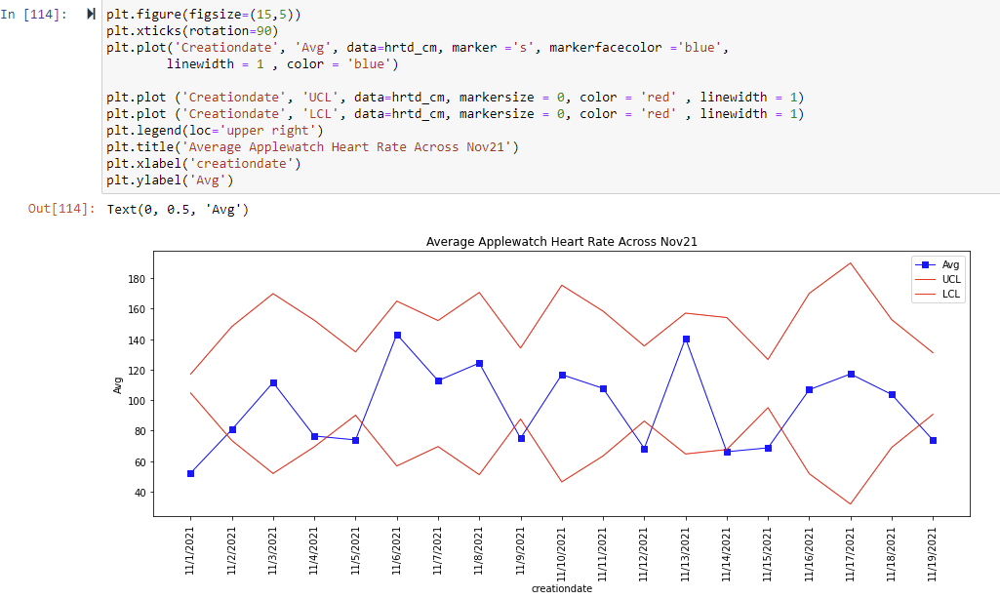 In [114]:
plt.figure(figsize=(15,5))
plt.xticks(rotation=90)
plt.plot('Creationdate', 'Avg', data=hrtd_cm, marker ='s', markerfacecolor ='blue',
        linewidth = 1 , color = 'blue')
plt.plot ('Creationdate', 'UCL', data=hrtd_cm, markersize = 0, color = 'red' , linewidth = 1)
plt.plot ('Creationdate', 'LCL', data=hrtd_cm, markersize = 0, color = 'red' , linewidth = 1)
plt.legend(loc='upper right')
plt.title('Average Applewatch Heart Rate Across Nov21')
plt.xlabel('creationdate')
plt.ylabel('Avg')
Out[114]: Text(0, 0.5, 'Avg')
Average Applewatch Heart Rate Across Nov21
Avg
UCL
LCL
180
160
140
120
100
80
60
40
Avg
11/1/2021
11/2/2021
11/3/2021
11/4/2021
11/5/2021
11/6/2021
11/7/2021
11/8/2021
11/9/2021
11/10/2021
11/11/2021
11/12/2021
11/13/2021
11/14/2021
11/15/2021
11/16/2021
11/17/2021
11/18/2021
11/19/2021
creationdate